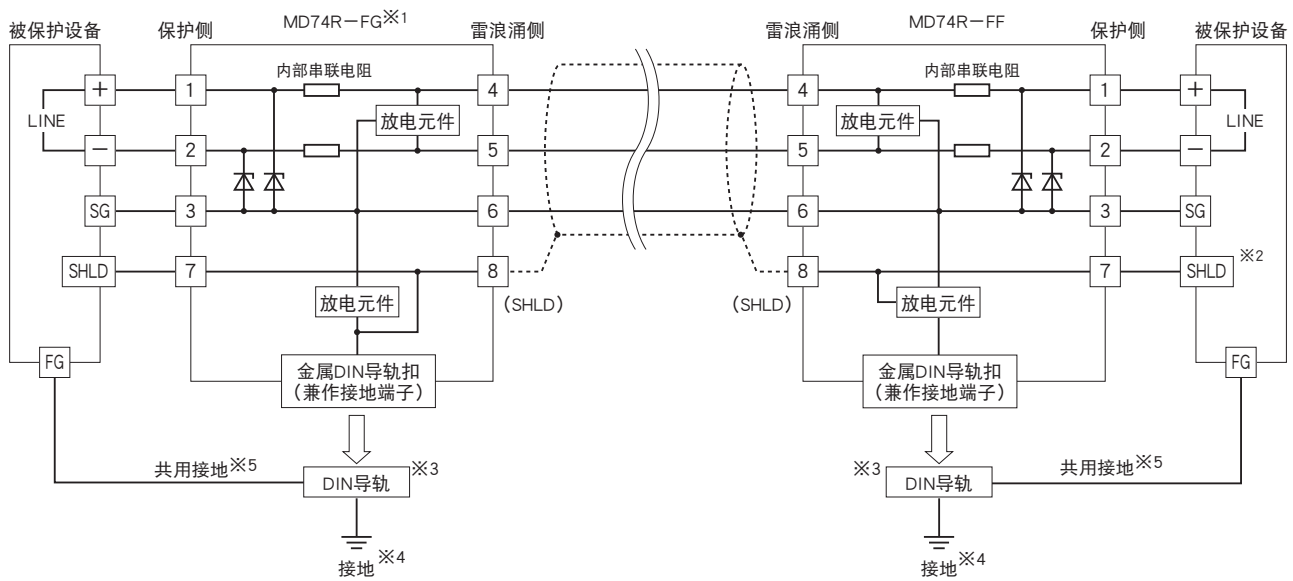 被保护设备
保护侧
MD74R-FG※1
雷浪涌侧
雷浪涌侧
MD74R-FF
保护侧
被保护设备
内部串联电阻
内部串联电阻
+
1
4
4
1
+
LINE
放电元件
放电元件
LINE
−
2
5
5
2
−
SG
3
6
6
3
SG
SHLD
7
8
8
7
SHLD
※2
放电元件
(SHLD)
(SHLD)
放电元件
FG
金属DIN导轨扣
(兼作接地端子)
金属DIN导轨扣
(兼作接地端子)
FG
共用接地※5
DIN导轨
※3
※3
DIN导轨
共用接地※5
接地※4
接地※4